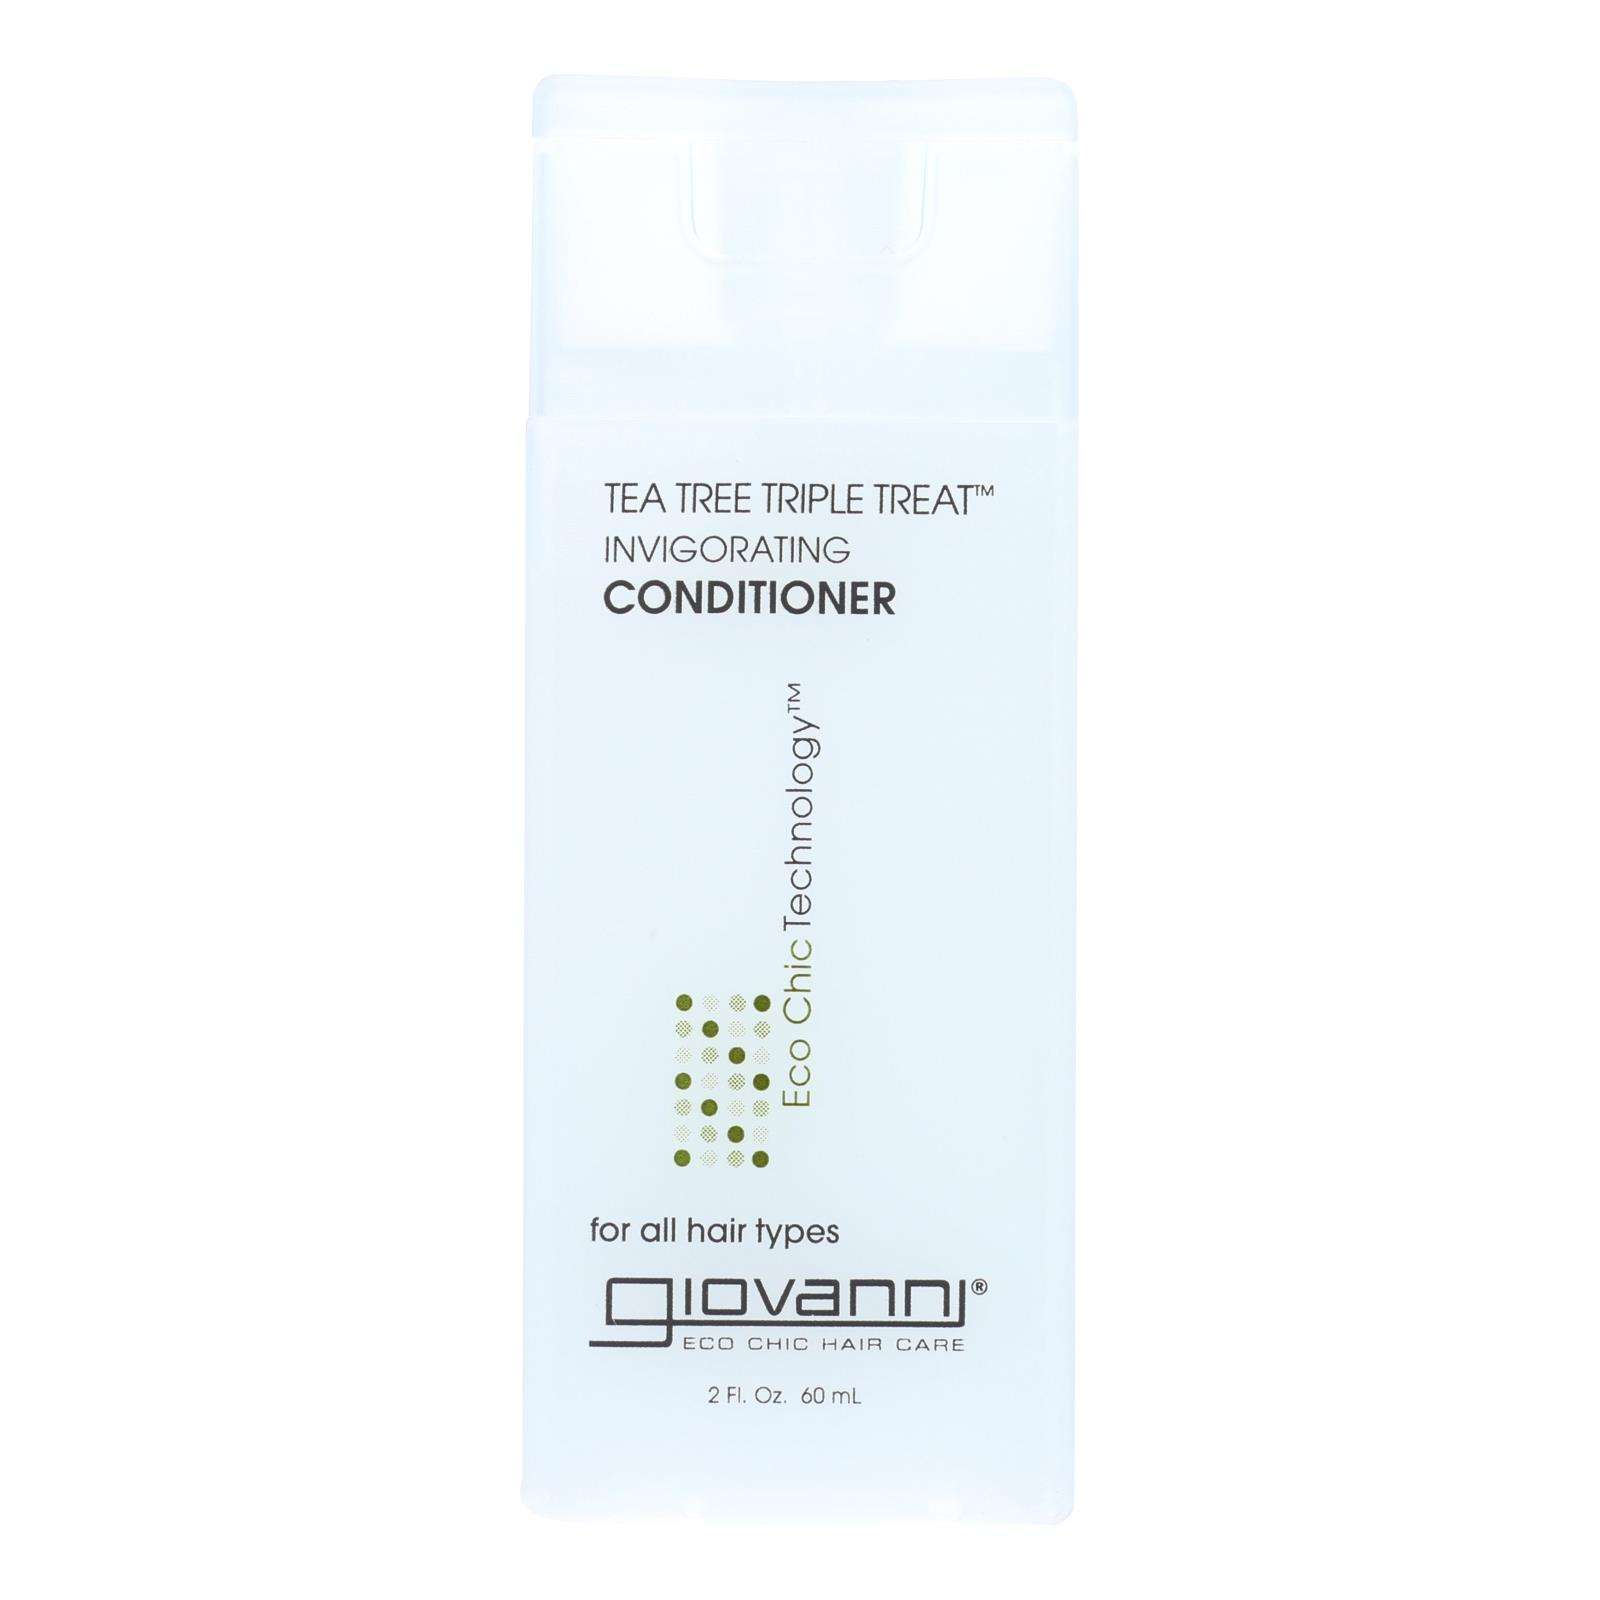 TEA TREE TRIPLE TREAT™
INVIGORATING
CONDITIONER
Eco Chic Technology™
for all hair types
giovanni®
ECO CHIC HAIR CARE
2 Fl. Oz. 60 mL